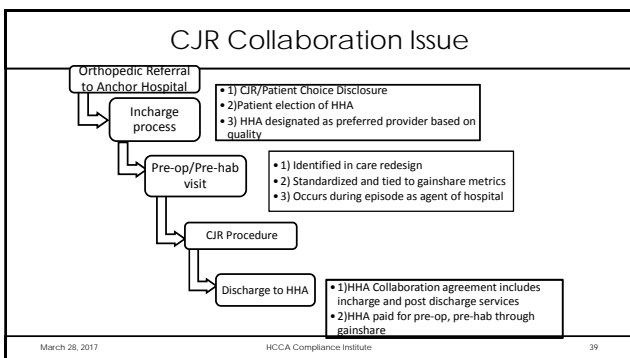 CJR Collaboration Issue
Orthopedic Referral
to Anchor Hospital
• 1) CJR/Patient Choice Disclosure
• 2)Patient election of HHA
• 3) HHA designated as preferred provider based on
quality
Incharge
process
Pre-op/Pre-hab
visit
• 1) Identified in care redesign
• 2) Standardized and tied to gainshare metrics
• 3) Occurs during episode as agent of hospital
CJR Procedure
Discharge to HHA
• 1)HHA Collaboration agreement includes
incharge and post discharge services
• 2)HHA paid for pre-op, pre-hab through
gainshare
March 28, 2017
HCCA Compliance Institute
39